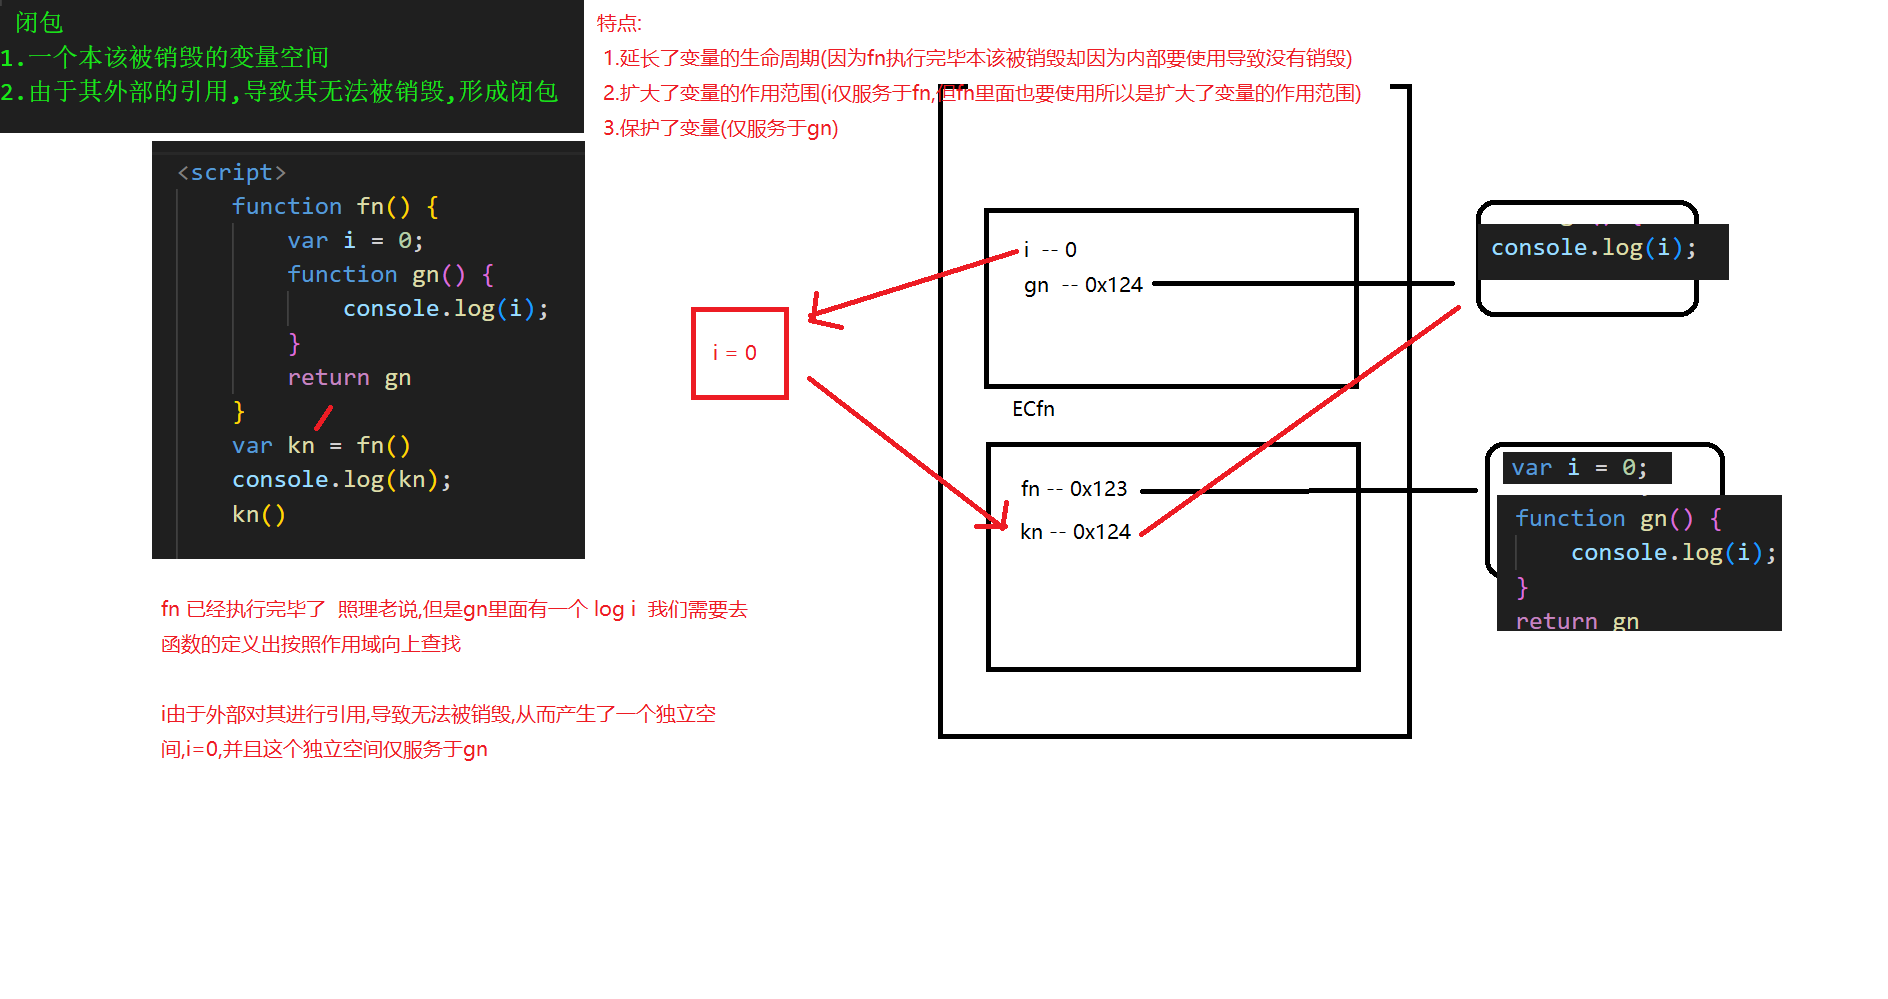 闭包
1.一个本该被销毁的变量空间
2.由于其外部的引用,导致其无法被销毁,形成闭包
特点:
1.延长了变量的生命周期(因为fn执行完毕本该被销毁却因为内部要使用导致没有销毁)
2.扩大了变量的作用范围(i仅服务于fn,但fn里面也要使用所以是扩大了变量的作用范围)
3.保护了变量(仅服务于gn)
<script>
function fn() {
var i = 0;
function gn() {
console.log(i);
}
return gn
}
var kn = fn()
console.log(kn);
kn()
fn 已经执行完毕了  照理老说,但是gn里面有一个 log i  我们需要去
函数的定义出按照作用域向上查找
i由于外部对其进行引用,导致无法被销毁,从而产生了一个独立空
间,i=0,并且这个独立空间仅服务于gn
i = 0
i -- 0
gn -- 0x124
ECfn
fn -- 0x123
kn -- 0x124
console.log(i);
var i = 0;
function gn() {
console.log(i);
}
return gn